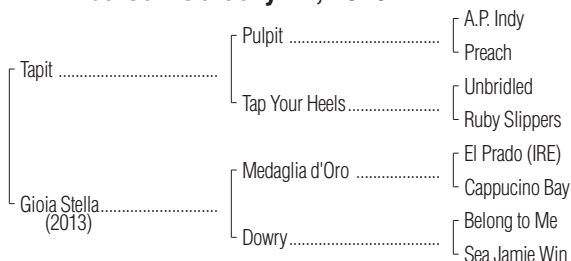 A.P. Indy
Pulpit ........................................
Preach
Tapit ..........................................
Unbridled
Tap Your Heels........................
Ruby Slippers
El Prado (IRE)
Medaglia d'Oro ......................
Cappucino Bay
Gioia Stella...............................
(2013)
Belong to Me
Dowry........................................
Sea Jamie Win